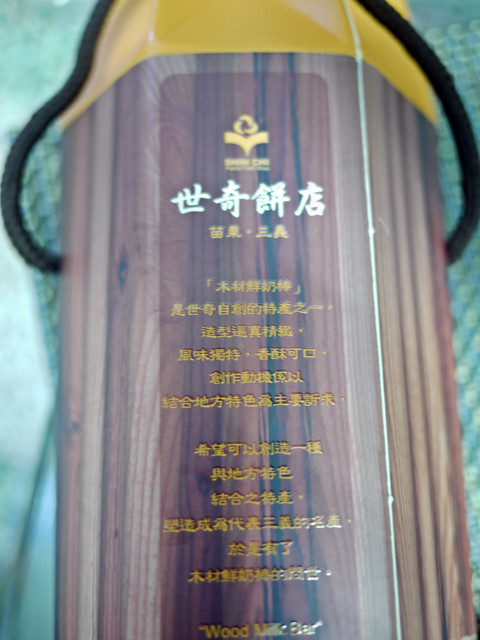 SHIH CHI
世奇餅店
苗栗·三義
「木材鮮奶棒」
是世奇自創的特產之一，
造型逼真精緻，
風味獨特，香酥可口，
創作動機係以
結合地方特色為主要訴求，
希望可以創造一種
與地方特色
結合之特產，
塑造成為代表三義的名產，
於是有了
木材鮮奶棒的問世。
"Wood Milk Bar"